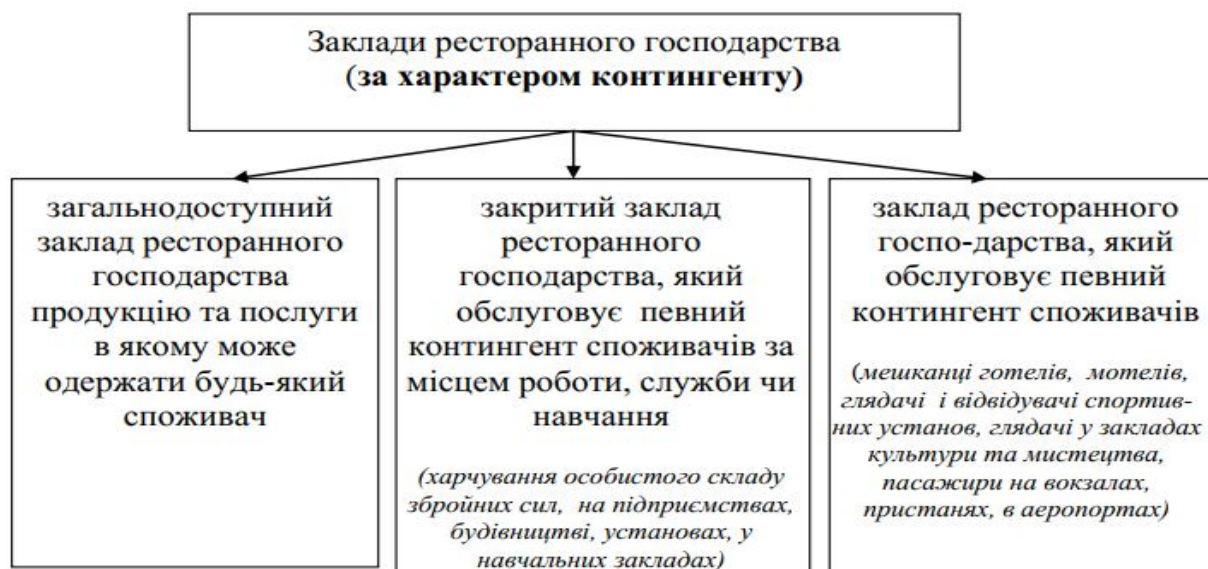 Заклади ресторанного господарства
(за характером контингенту)
загальнодоступний
заклад ресторанного
господарства
продукцію та послуги
в якому може
одержати будь-який
споживач
закритий заклад
ресторанного
господарства, який
обслуговує певний
контингент споживачів за
місцем роботи, служби чи
навчання
(харчування особистого складу
збройних сил, на підприємствах,
будівництві, установах, у
навчальних закладах)
заклад ресторанного
госпо-дарства, який
обслуговує певний
контингент споживачів
(мешканці готелів, мотелів,
глядачі і відвідувачі спортив-
них установ, глядачі у закладах
культури та мистецтва,
пасажири на вокзалах,
пристанях, в аеропортах)